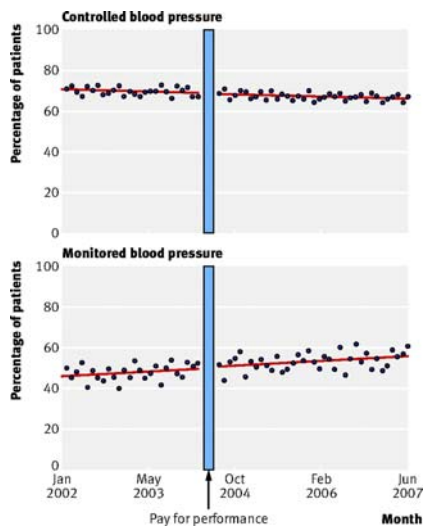 Controlled blood pressure
Percentage of patients
100
80
60
40
20
0
Monitored blood pressure
Percentage of patients
100
80
60
40
20
0
Jan May Oct Feb Jun
2002 2003 2004 2006 2007
Pay for performance Month